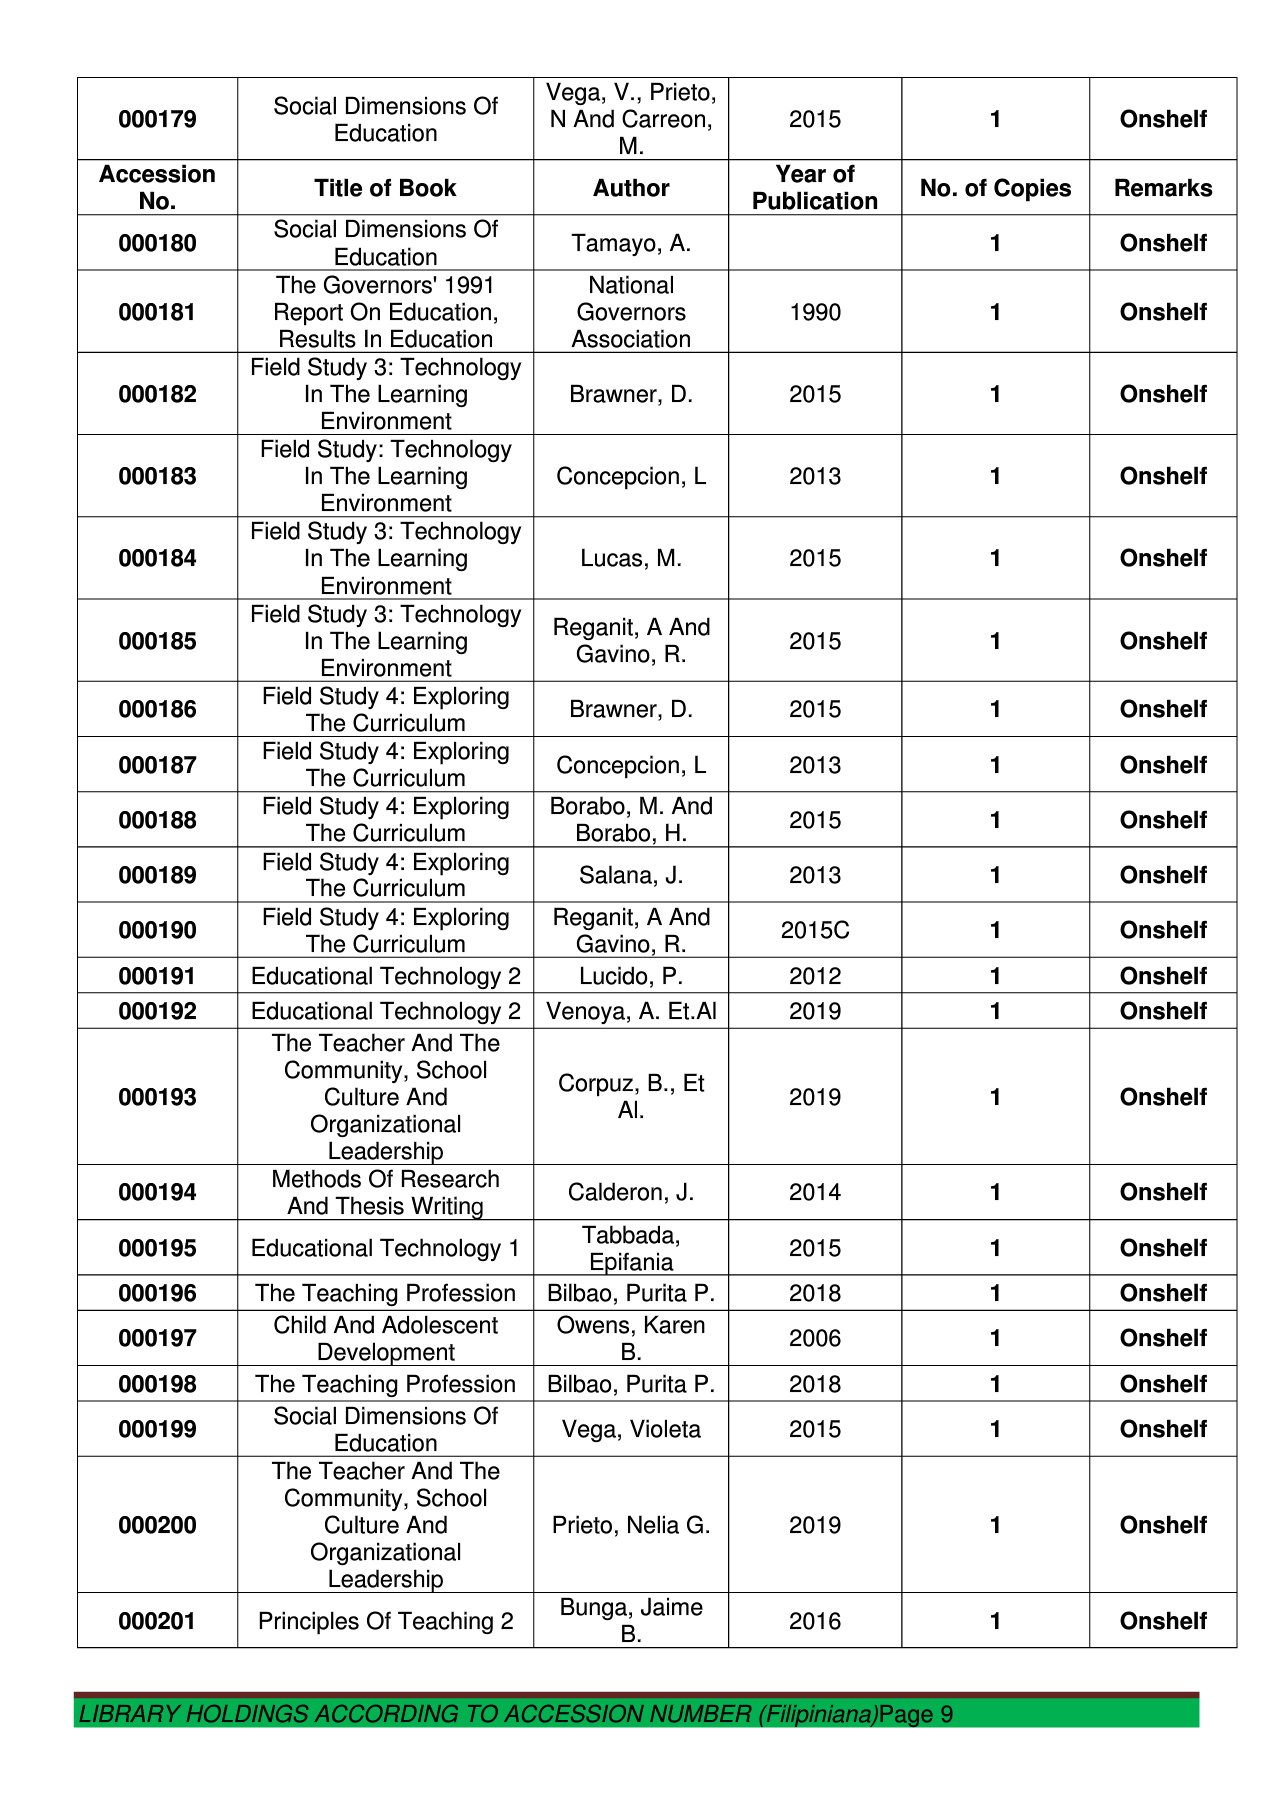 000179 Social Dimensions Of Education Vega, V., Prieto, N And Carreon, M. 2015 1 Onshelf
Accession No. Title of Book Author Year of Publication No. of Copies Remarks
000180 Social Dimensions Of Education Tamayo, A. 1 Onshelf
000181 The Governors' 1991 Report On Education, Results In Education National Governors Association 1990 1 Onshelf
000182 Field Study 3: Technology In The Learning Environment Brawner, D. 2015 1 Onshelf
000183 Field Study: Technology In The Learning Environment Concepcion, L 2013 1 Onshelf
000184 Field Study 3: Technology In The Learning Environment Lucas, M. 2015 1 Onshelf
000185 Field Study 3: Technology In The Learning Environment Reganit, A And Gavino, R. 2015 1 Onshelf
000186 Field Study 4: Exploring The Curriculum Brawner, D. 2015 1 Onshelf
000187 Field Study 4: Exploring The Curriculum Concepcion, L 2013 1 Onshelf
000188 Field Study 4: Exploring The Curriculum Borabo, M. And Borabo, H. 2015 1 Onshelf
000189 Field Study 4: Exploring The Curriculum Salana, J. 2013 1 Onshelf
000190 Field Study 4: Exploring The Curriculum Reganit, A And Gavino, R. 2015C 1 Onshelf
000191 Educational Technology 2 Lucido, P. 2012 1 Onshelf
000192 Educational Technology 2 Venoya, A. Et.Al 2019 1 Onshelf
000193 The Teacher And The Community, School Culture And Organizational Leadership Corpuz, B., Et Al. 2019 1 Onshelf
000194 Methods Of Research And Thesis Writing Calderon, J. 2014 1 Onshelf
000195 Educational Technology 1 Tabbada, Epifania 2015 1 Onshelf
000196 The Teaching Profession Bilbao, Purita P. 2018 1 Onshelf
000197 Child And Adolescent Development Owens, Karen B. 2006 1 Onshelf
000198 The Teaching Profession Bilbao, Purita P. 2018 1 Onshelf
000199 Social Dimensions Of Education Vega, Violeta 2015 1 Onshelf
000200 The Teacher And The Community, School Culture And Organizational Leadership Prieto, Nelia G. 2019 1 Onshelf
000201 Principles Of Teaching 2 Bunga, Jaime B. 2016 1 Onshelf
LIBRARY HOLDINGS ACCORDING TO ACCESSION NUMBER (Filipiniana)Page 9